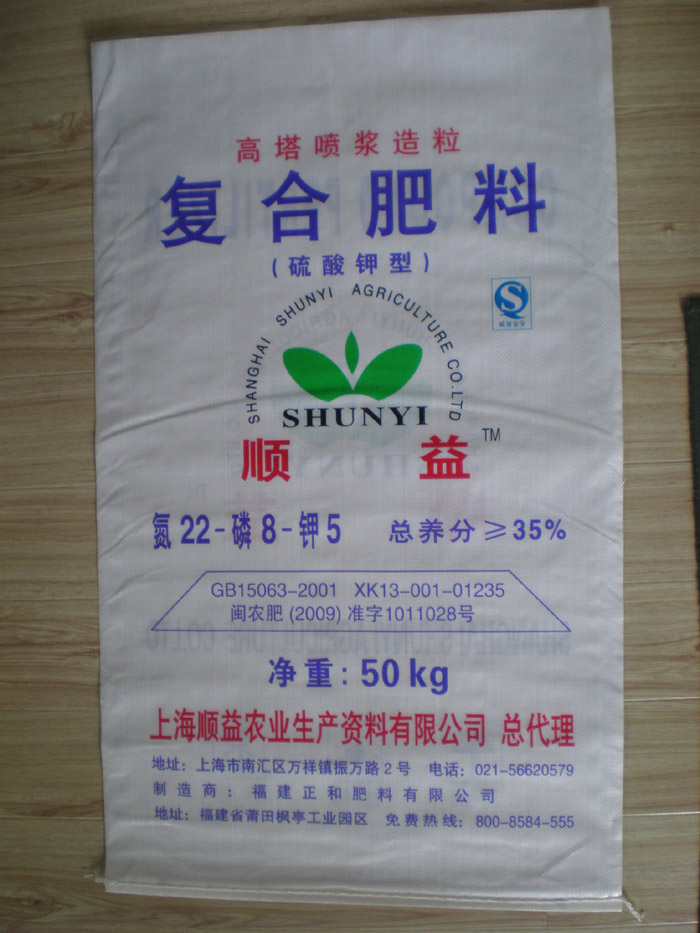 高塔喷浆造粒
复合肥料
(硫酸钾型)
SHANGHAI SHUNYI AGRICULTURE CO.LTD
SHUNYI
顺 益 TM
氮22-磷8-钾5 总养分≥35%
GB15063-2001 XK13-001-01235
闽农肥(2009)准字1011028号
净重:50kg
上海顺益农业生产资料有限公司 总代理
地址:上海市南汇区万祥镇振万路2号 电话:021-56620579
制造商:福建正和肥料有限公司
地址:福建省莆田枫亭工业园区 免费热线:800-8584-555